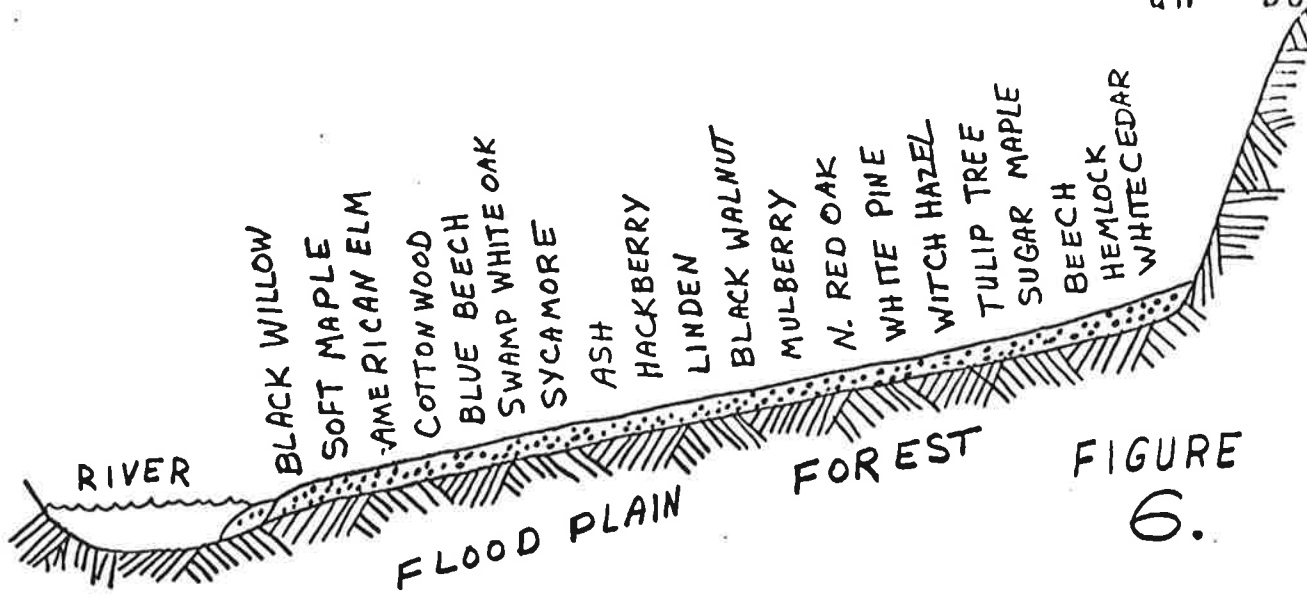 RIVER
BLACK WILLOW
SOFT MAPLE
AMERICAN ELM
COTTONWOOD
BLUE BEECH
SWAMP WHITE OAK
SYCAMORE
ASH
HACKBERRY
LINDEN
BLACK WALNUT
MULBERRY
N. RED OAK
WHITE PINE
WITCH HAZEL
TULIP TREE
SUGAR MAPLE
BEECH
HEMLOCK
WHITE CEDAR
FLOOD PLAIN
FOREST
FIGURE
6.